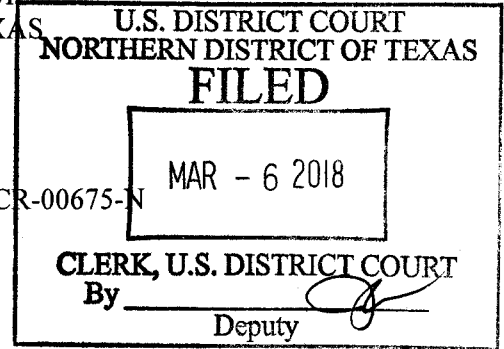 XAS
U.S. DISTRICT COURT
NORTHERN DISTRICT OF TEXAS
FILED
MAR - 6 2018
CR-00675-N
CLERK, U.S. DISTRICT COURT
By
Deputy